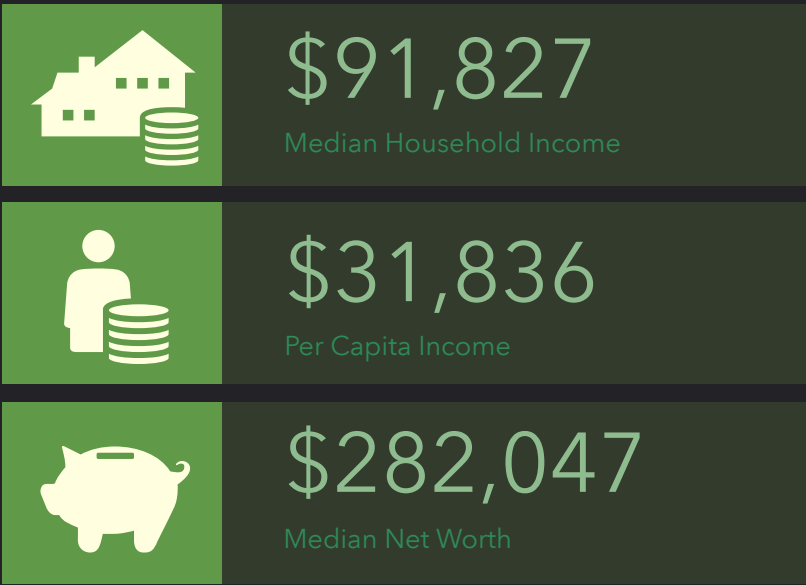 $91,827
Median Household Income
$31,836
Per Capita Income
$282,047
Median Net Worth